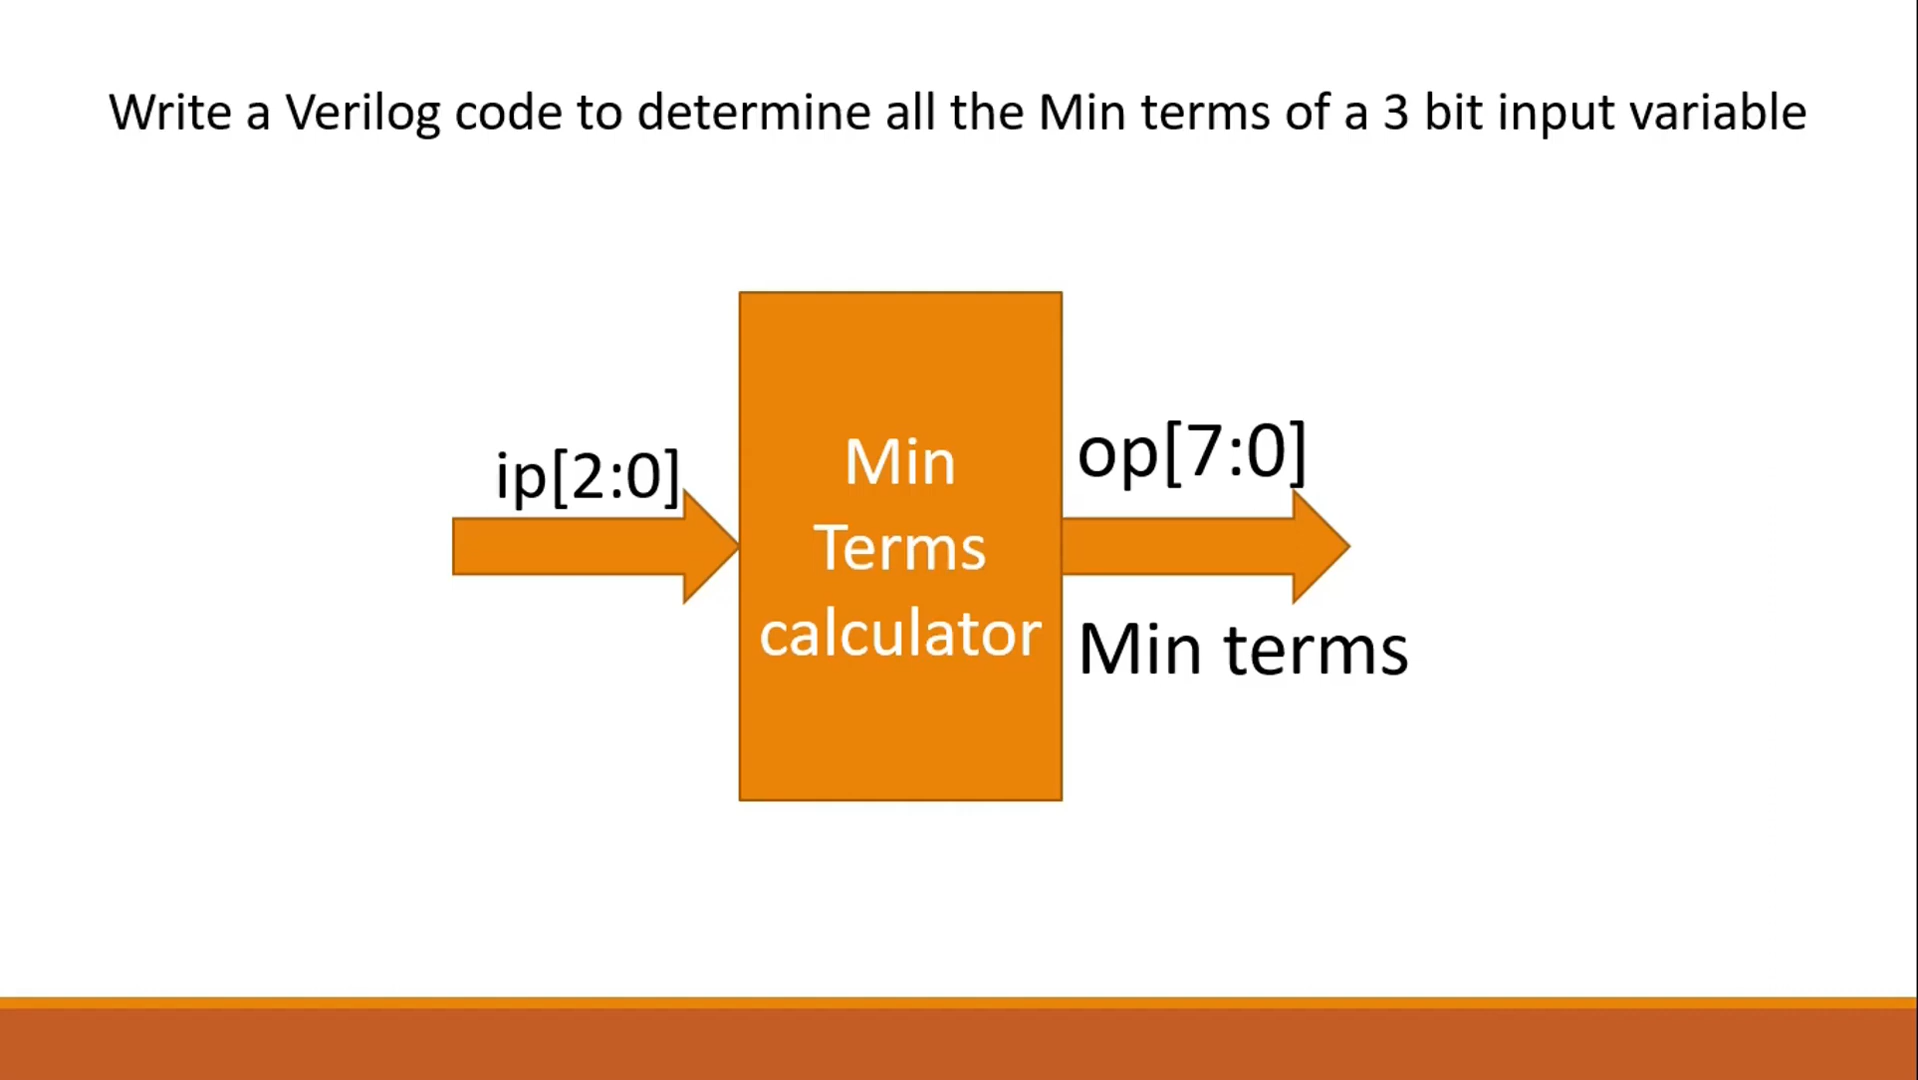 Write a Verilog code to determine all the Min terms of a 3 bit input variable
ip[2:0]
Min
Terms
calculator
op[7:0]
Min terms